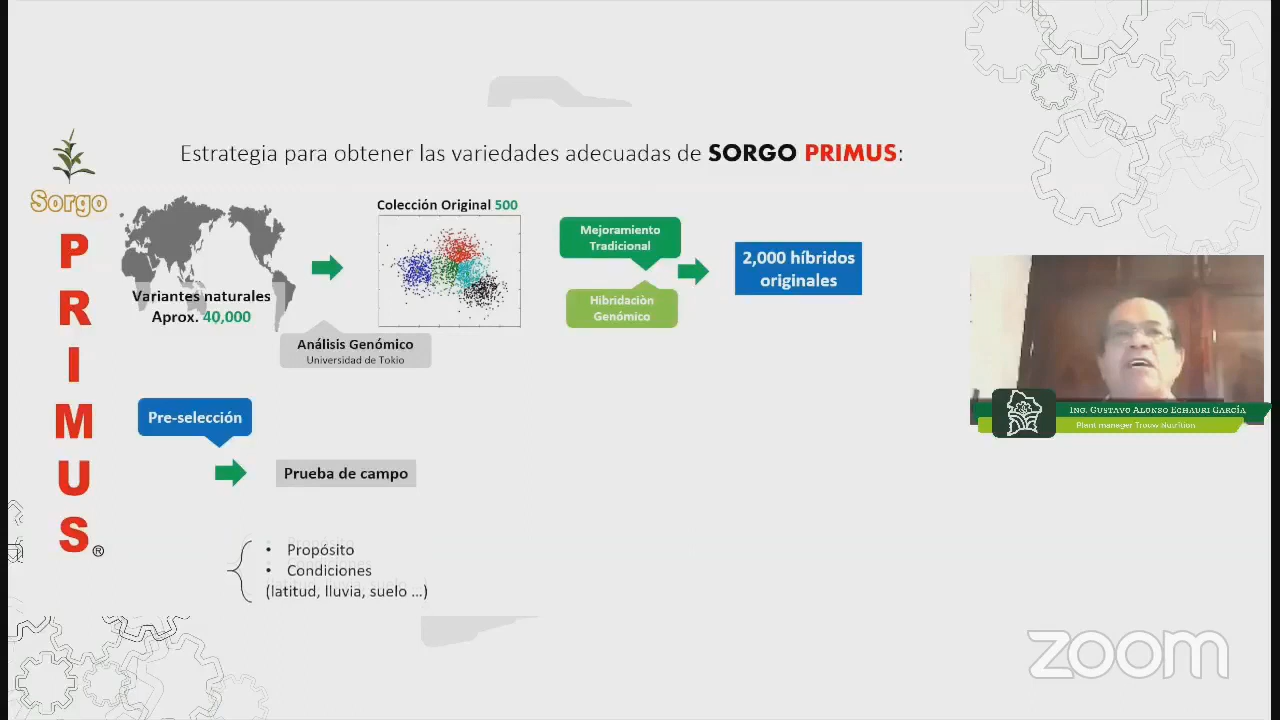 Estrategia para obtener las variedades adecuadas de SORGO PRIMUS:
Sorgo
PRIMUS®
Variantes naturales
Aprox. 40,000
Análisis Genómico
Universidad de Tokio
Colección Original 500
Mejoramiento
Tradicional
Hibridaciòn
Genómico
2,000 híbridos
originales
Pre-selección
Prueba de campo
• Propósito
• Condiciones
(latitud, lluvia, suelo ...)
Ing. Gustavo Alonso Echauri García
Plant manager Trouw Nutrition
zoom